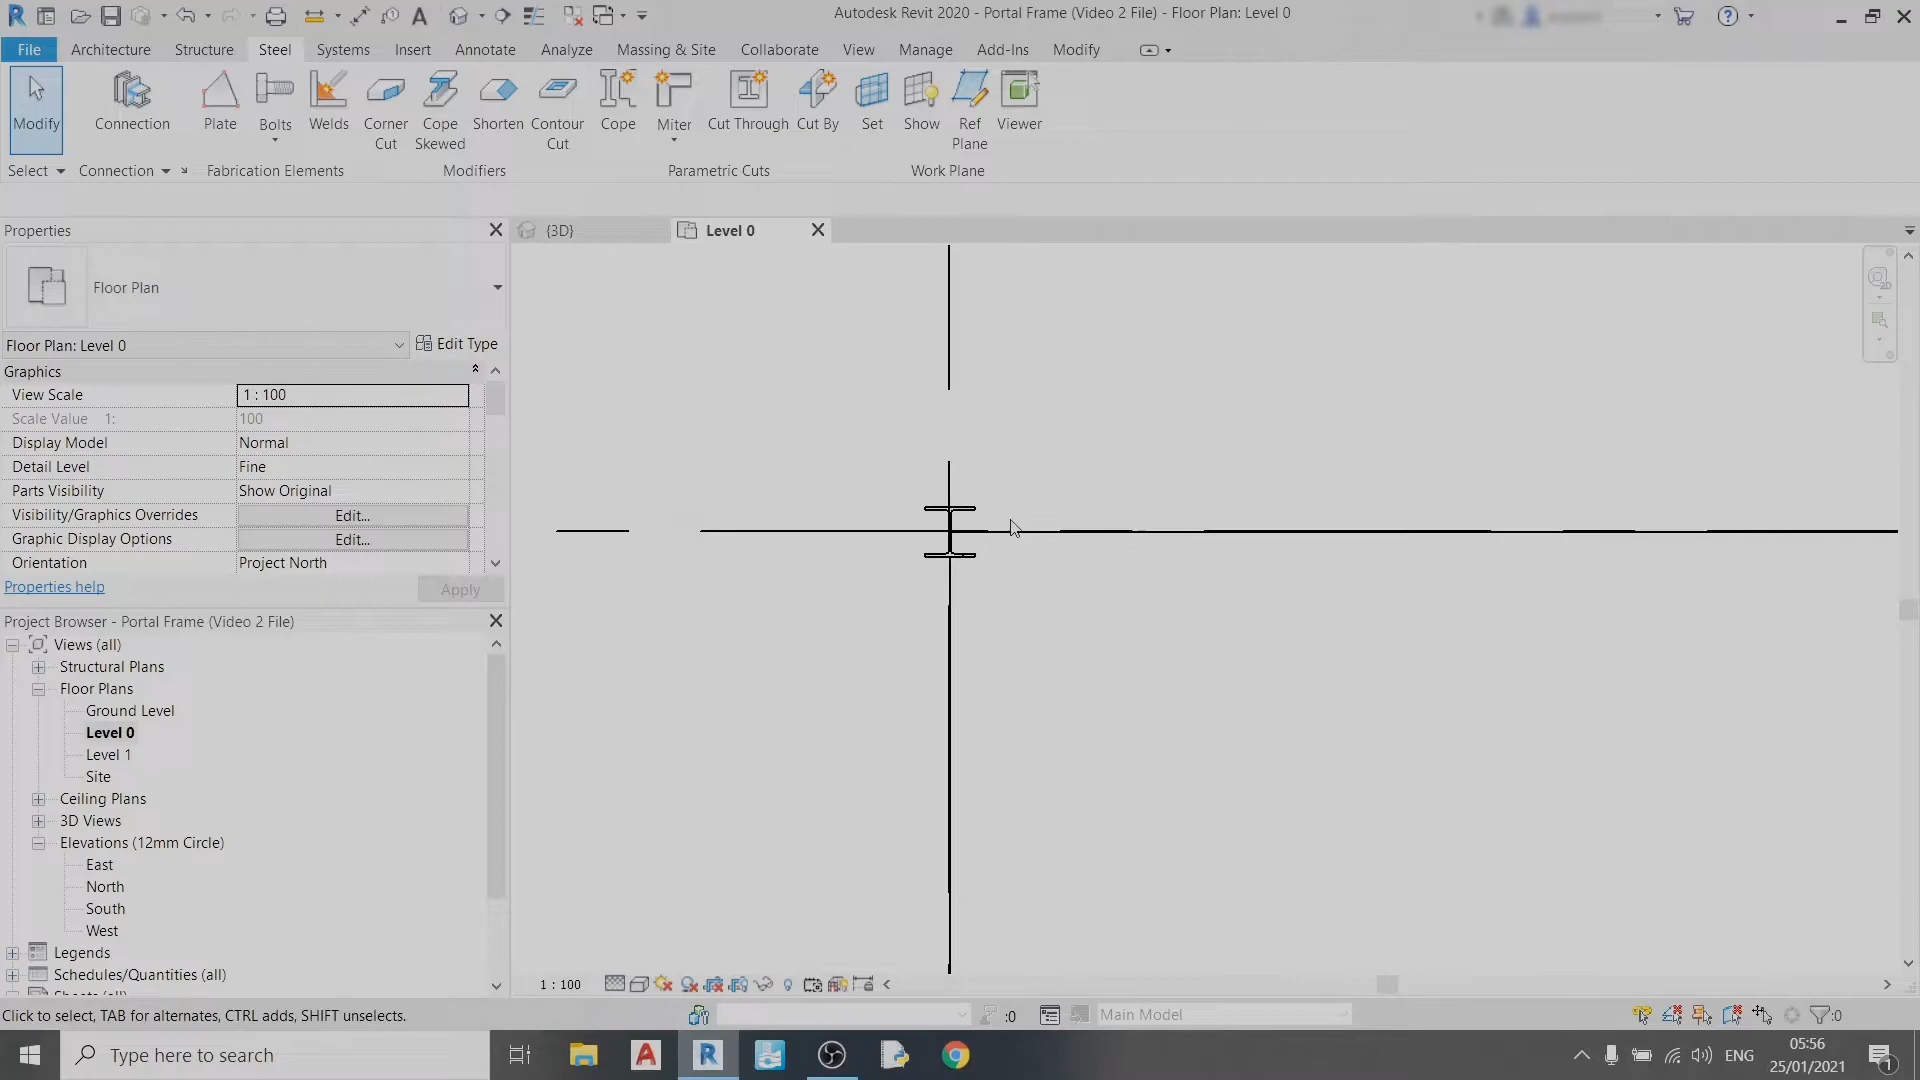 Autodesk Revit 2020 - Portal Frame (Video 2 File) - Floor Plan: Level 0
File Architecture Structure Steel Systems Insert Annotate Analyze Massing & Site Collaborate View Manage Add-Ins Modify
Modify Connection Plate Bolts Welds Corner Cut Cope Skewed Shorten Contour Cut Cope Miter Cut Through Cut By Set Show Ref Plane Viewer
Select Connection Fabrication Elements Modifiers Parametric Cuts Work Plane
Properties
{3D}
Level 0
Floor Plan
Floor Plan: Level 0
Edit Type
Graphics
View Scale 1 : 100
Scale Value 1: 100
Display Model Normal
Detail Level Fine
Parts Visibility Show Original
Visibility/Graphics Overrides Edit...
Graphic Display Options Edit...
Orientation Project North
Properties help
Apply
Project Browser - Portal Frame (Video 2 File)
Views (all)
Structural Plans
Floor Plans
Ground Level
Level 0
Level 1
Site
Ceiling Plans
3D Views
Elevations (12mm Circle)
East
North
South
West
Legends
Schedules/Quantities (all)
1 : 100
Click to select, TAB for alternates, CTRL adds, SHIFT unselects.
:0
Main Model
:0
Type here to search
ENG
05:56
25/01/2021
1